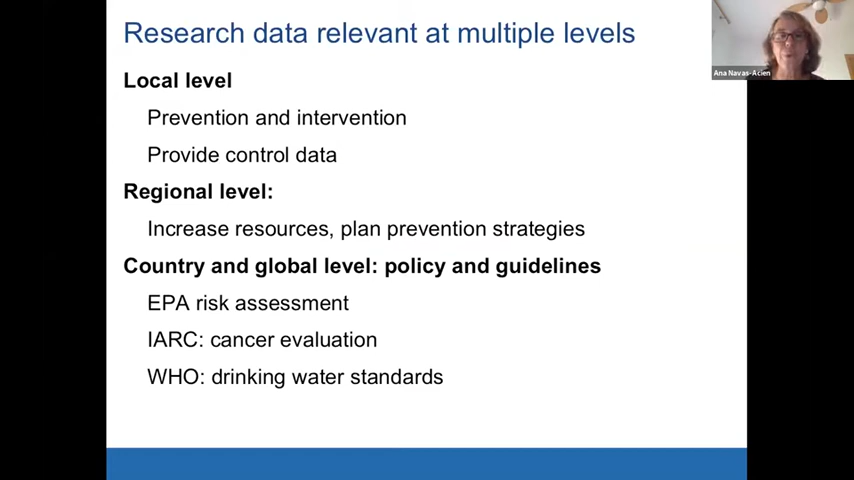 Research data relevant at multiple levels
Ana Navas-Acien
Local level
Prevention and intervention
Provide control data
Regional level:
Increase resources, plan prevention strategies
Country and global level: policy and guidelines
EPA risk assessment
IARC: cancer evaluation
WHO: drinking water standards